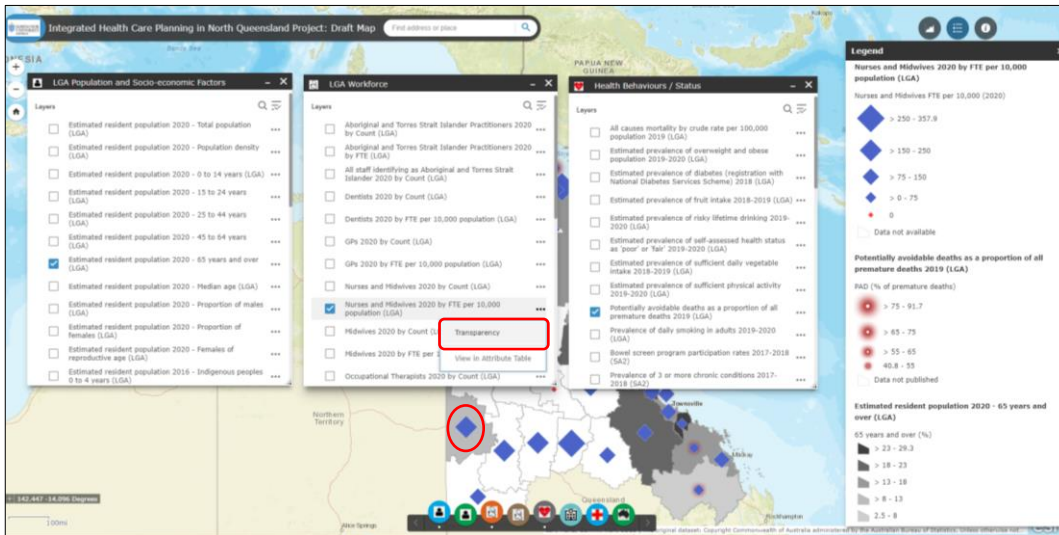 Integrated Health Care Planning in North Queensland Project: Draft Map
Find address or place
PAPUA NEW
GUINEA
LGA Population and Socio-economic Factors
Layers
Estimated resident population 2020 - Total population
(LGA)
Estimated resident population 2020 - Population density
(LGA)
Estimated resident population 2020 - 0 to 14 years (LGA)
Estimated resident population 2020 - 15 to 24 years
(LGA)
Estimated resident population 2020 - 25 to 44 years
(LGA)
Estimated resident population 2020 - 45 to 64 years
(LGA)
Estimated resident population 2020 - 65 years and over
(LGA)
Estimated resident population 2020 - Median age (LGA)
Estimated resident population 2020 - Proportion of males
(LGA)
Estimated resident population 2020 - Proportion of
females (LGA)
Estimated resident population 2020 - Females of
reproductive age (LGA)
Estimated resident population 2016 - Indigenous peoples
0 to 4 years (LGA)
LGA Workforce
Layers
Aboriginal and Torres Strait Islander Practitioners 2020
by Count (LGA)
Aboriginal and Torres Strait Islander Practitioners 2020
by FTE (LGA)
All staff identifying as Aboriginal and Torres Strait
Islander 2020 by Count (LGA)
Dentists 2020 by Count (LGA)
Dentists 2020 by FTE per 10,000 population (LGA)
GPs 2020 by Count (LGA)
GPs 2020 by FTE per 10,000 population (LGA)
Nurses and Midwives 2020 by Count (LGA)
Nurses and Midwives 2020 by FTE per 10,000
population (LGA)
Midwives 2020 by Count (L
Transparency
Midwives 2020 by FTE per 1
View in Attribute Table
Occupational Therapists 2020 by Count (LGA)
Health Behaviours / Status
Layers
All causes mortality by crude rate per 100,000
population 2019 (LGA)
Estimated prevalence of overweight and obese
population 2019-2020 (LGA)
Estimated prevalence of diabetes (registration with
National Diabetes Services Scheme) 2018 (LGA)
Estimated prevalence of fruit intake 2018-2019 (LGA)
Estimated prevalence of risky lifetime drinking 2019-
2020 (LGA)
Estimated prevalence of self-assessed health status
as 'poor' or 'fair' 2019-2020 (LGA)
Estimated prevalence of sufficient daily vegetable
intake 2018-2019 (LGA)
Estimated prevalence of sufficient physical activity
2019-2020 (LGA)
Potentially avoidable deaths as a proportion of all
premature deaths 2019 (LGA)
Prevalence of daily smoking in adults 2019-2020
(LGA)
Bowel screen program participation rates 2017-2018
(SA2)
Prevalence of 3 or more chronic conditions 2017-
2018 (SA2)
Legend
Nurses and Midwives 2020 by FTE per 10,000
population (LGA)
Nurses and Midwives FTE per 10,000 (2020)
> 250 - 357.9
> 150 - 250
> 75 - 150
> 0 - 75
0
Data not available
Potentially avoidable deaths as a proportion of all
premature deaths 2019 (LGA)
PAD (% of premature deaths)
> 75 - 91.7
> 65 - 75
> 55 - 65
40.8 - 55
Data not published
Estimated resident population 2020 - 65 years and
over (LGA)
65 years and over (%)
> 23 - 29.3
> 18 - 23
> 13 - 18
> 8 - 13
2.5 - 8
Northern
Territory
Townsville
Mackay
Queensland
Rockhampton
Alice Springs
142.447 -14.096 Degrees
100mi